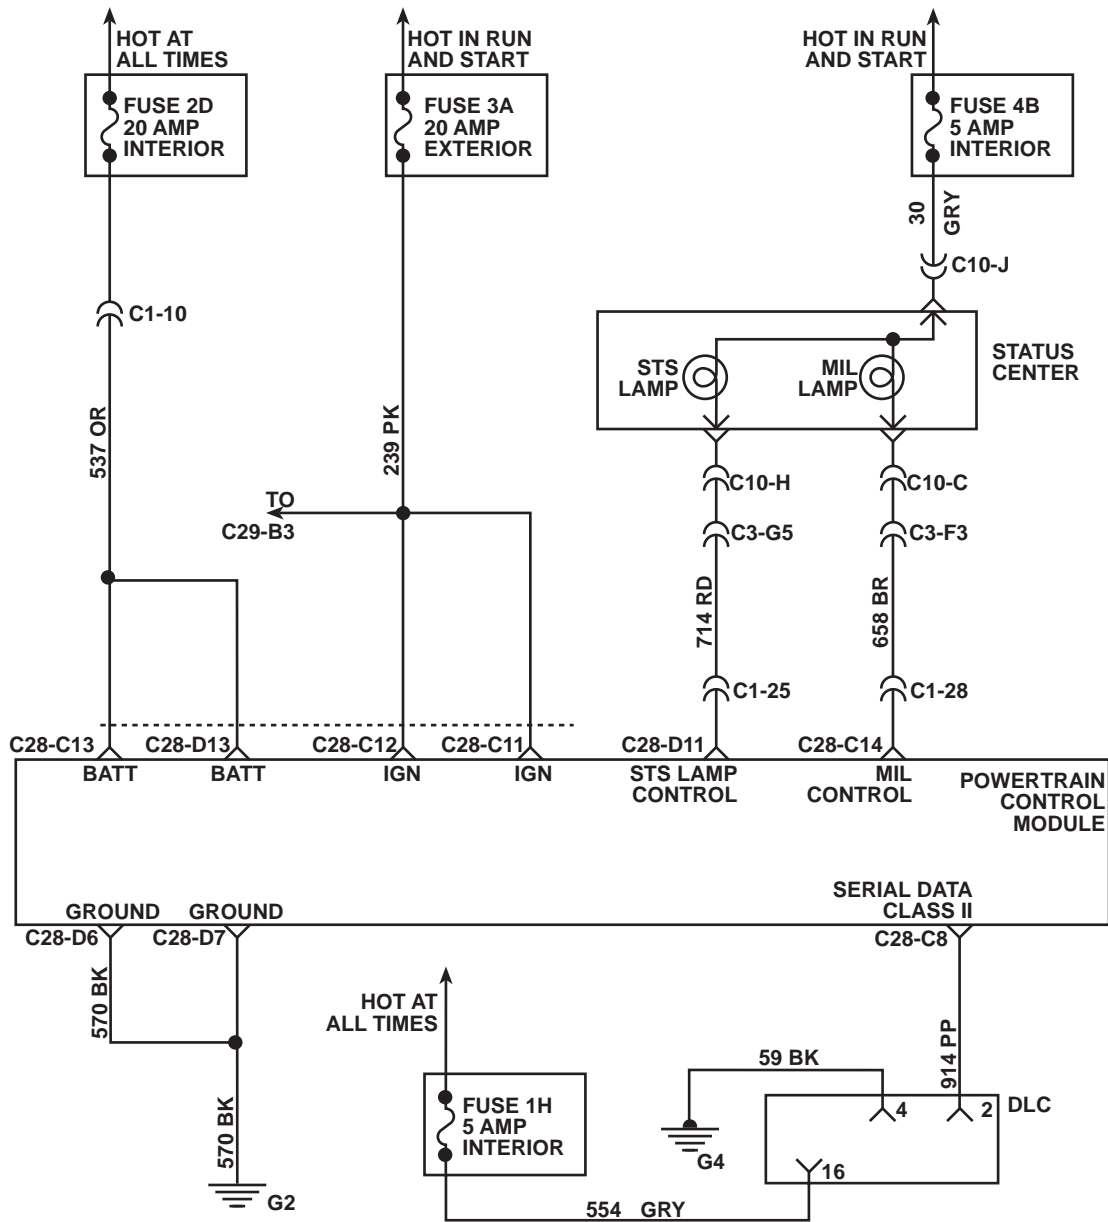 HOT AT
ALL TIMES
FUSE 2D
20 AMP
INTERIOR
HOT IN RUN
AND START
FUSE 3A
20 AMP
EXTERIOR
HOT IN RUN
AND START
FUSE 4B
5 AMP
INTERIOR
30
GRY
C10-J
C1-10
STATUS
CENTER
STS
LAMP
MIL
LAMP
537 OR
239 PK
C10-H
C10-C
TO
C29-B3
C3-G5
C3-F3
714 RD
658 BR
C1-25
C1-28
C28-C13
C28-D13
C28-C12
C28-C11
C28-D11
C28-C14
BATT
BATT
IGN
IGN
STS LAMP
CONTROL
MIL
CONTROL
POWERTRAIN
CONTROL
MODULE
SERIAL DATA
CLASS II
GROUND
GROUND
C28-D6
C28-D7
C28-C8
570 BK
570 BK
G2
HOT AT
ALL TIMES
FUSE 1H
5 AMP
INTERIOR
554 GRY
59 BK
G4
914 PP
4
2
DLC
16